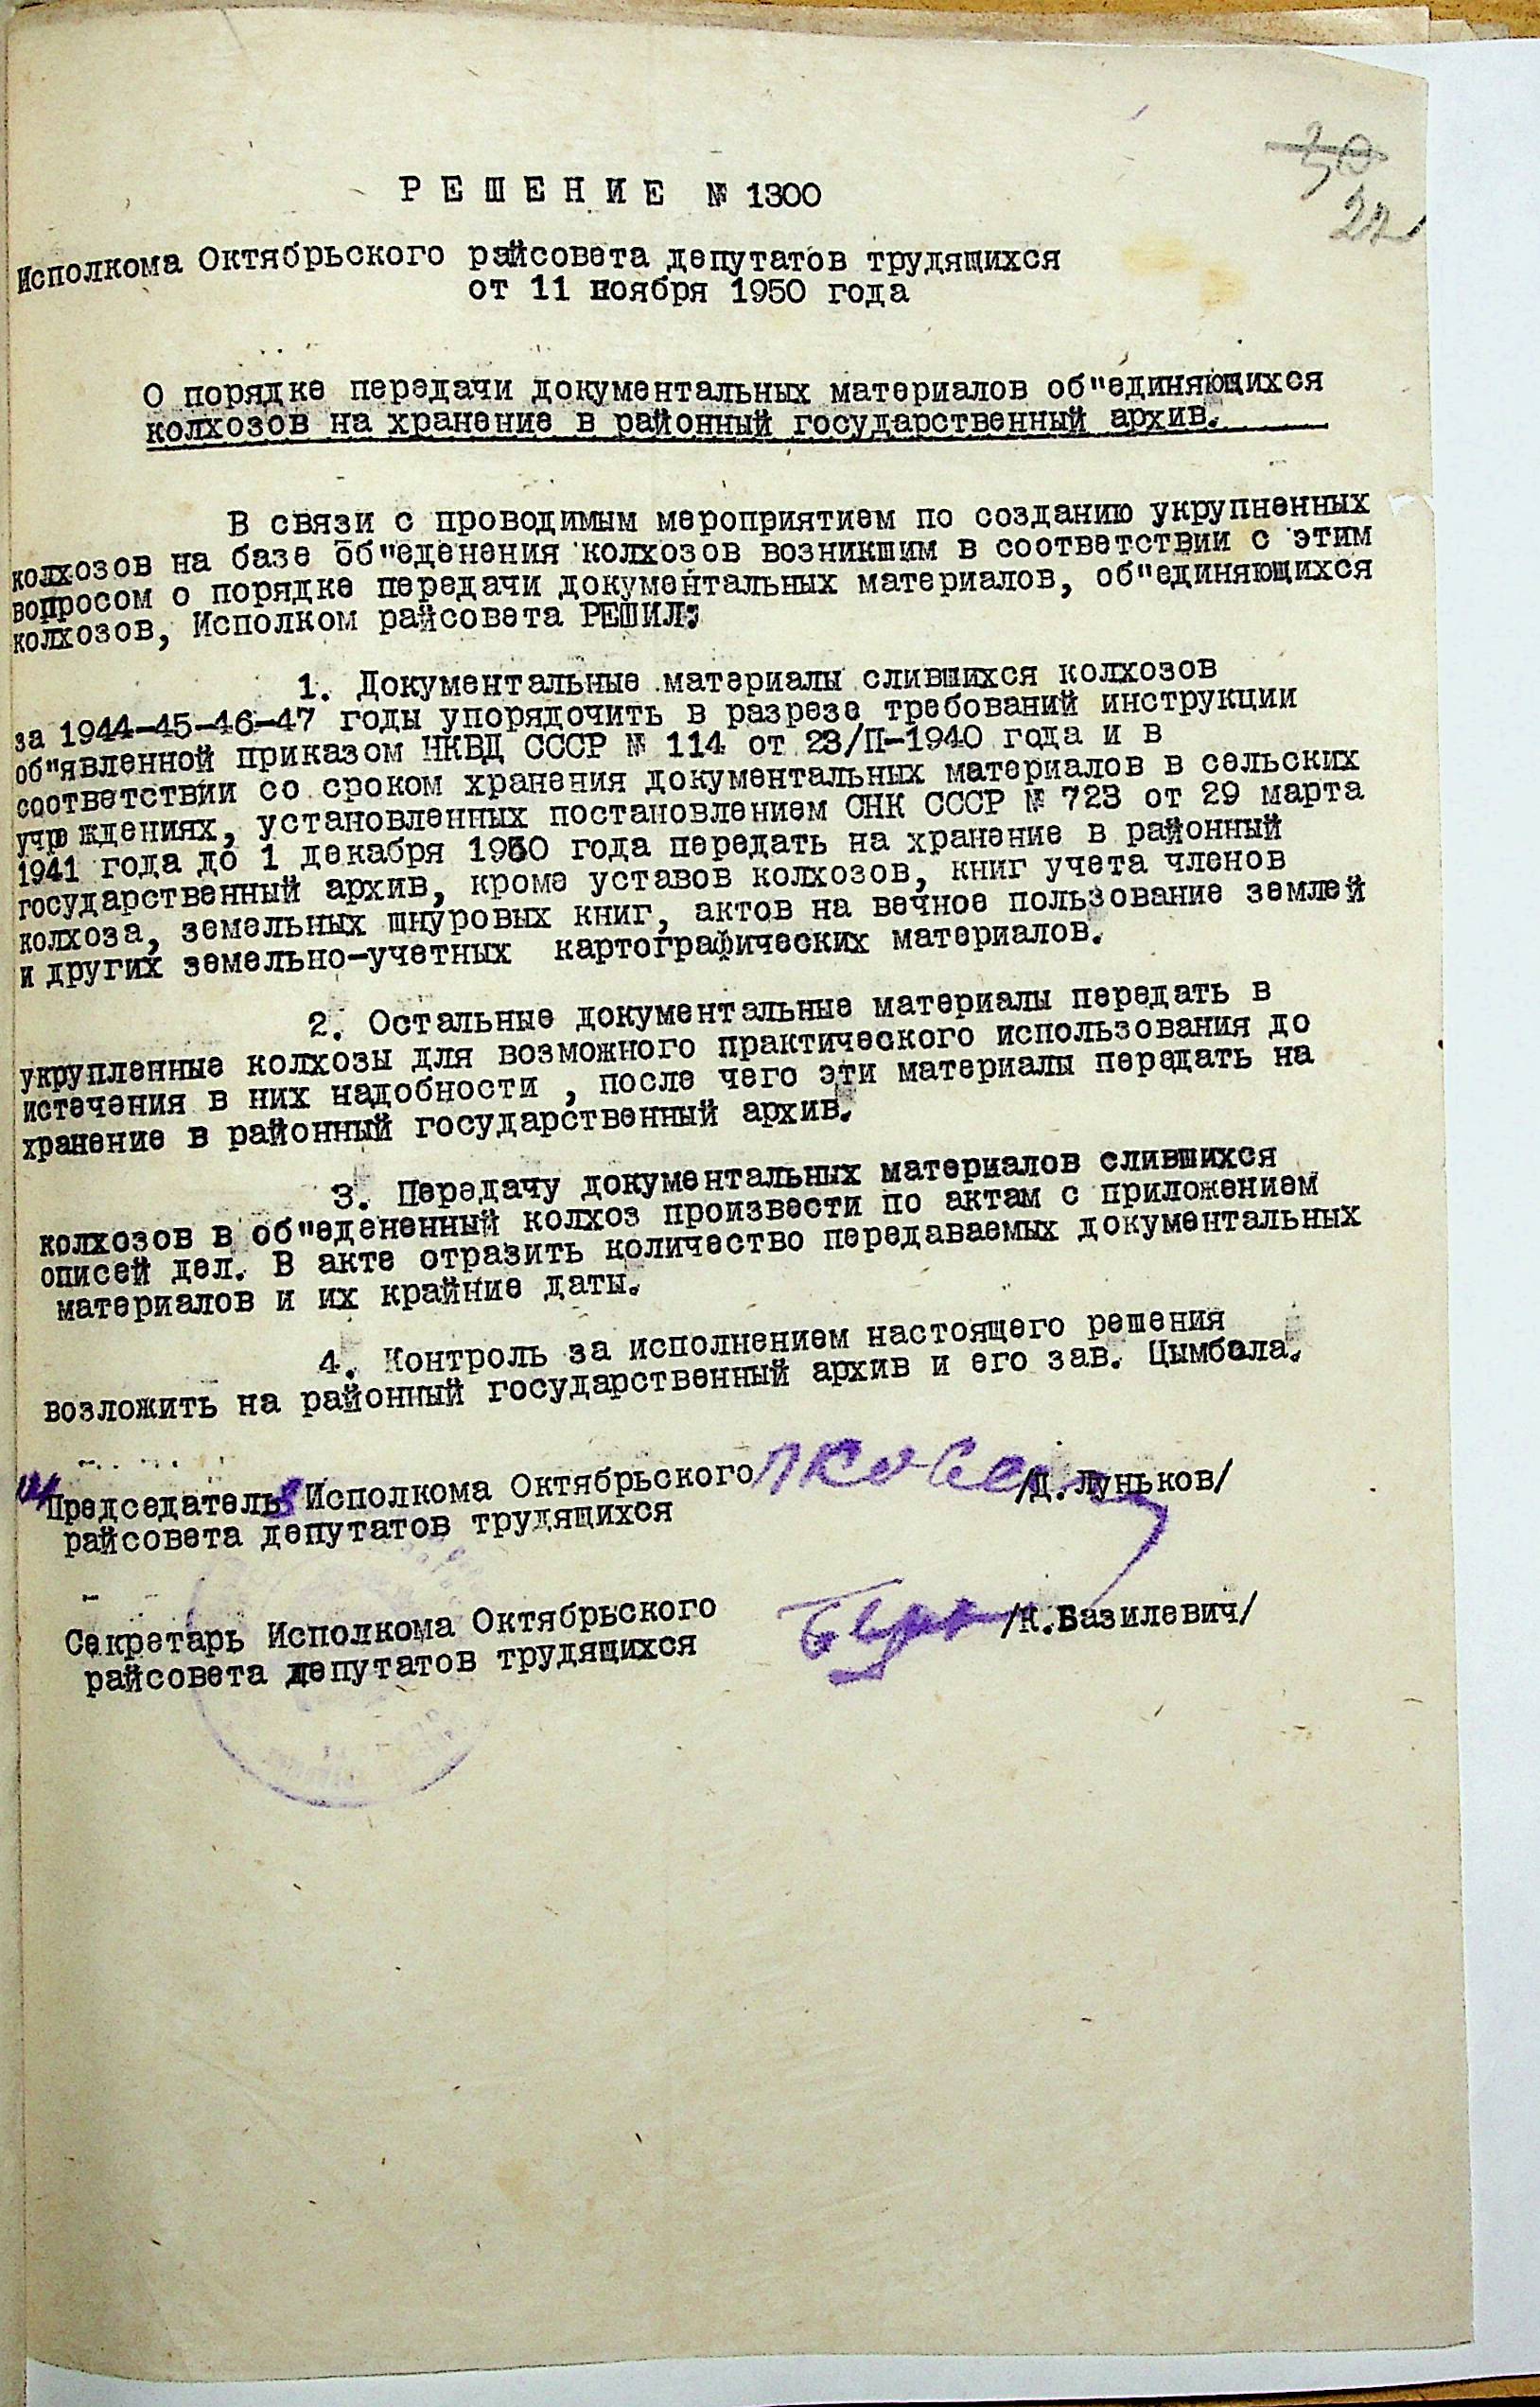 Р Е Ш Е Н И Е № 1300
Исполкома Октябрьского райсовета депутатов трудящихся
от 11 ноября 1950 года
О порядке передачи документальных материалов об"единяющихся
колхозов на хранение в районный государственный архив.
В связи с проводимым мероприятием по созданию укрупненных
колхозов на базе об"еденения колхозов возникшим в соответствии с этим
вопросом о порядке передачи документальных материалов, об"единяющихся
колхозов, Исполком райсовета РЕШИЛ:
1. Документальные материалы слившихся колхозов
за 1944-45-46-47 годы упорядочить в разрезе требований инструкции
об"явленной приказом НКВД СССР № 114 от 23/П-1940 года и в
соответствии со сроком хранения документальных материалов в сельских
учреждениях, установленных постановлением СНК СССР № 723 от 29 марта
1941 года до 1 декабря 1950 года передать на хранение в районный
государственный архив, кроме уставов колхозов, книг учета членов
колхоза, земельных шнуровых книг, актов на вечное пользование землей
и других земельно-учетных картографических материалов.
2. Остальные документальные материалы передать в
укрупленные колхозы для возможного практического использования до
истечения в них надобности , после чего эти материалы передать на
хранение в районный государственный архив.
3. Передачу документальных материалов слившихся
колхозов в об"едененный колхоз произвести по актам с приложением
описей дел. В акте отразить количество передаваемых документальных
материалов и их крайние даты.
4. Контроль за исполнением настоящего решения
возложить на районный государственный архив и его зав. Цымбала.
Председатель Исполкома Октябрьского /Д.Луньков/
райсовета депутатов трудящихся
Секретарь Исполкома Октябрьского /К.Базилевич/
райсовета депутатов трудящихся